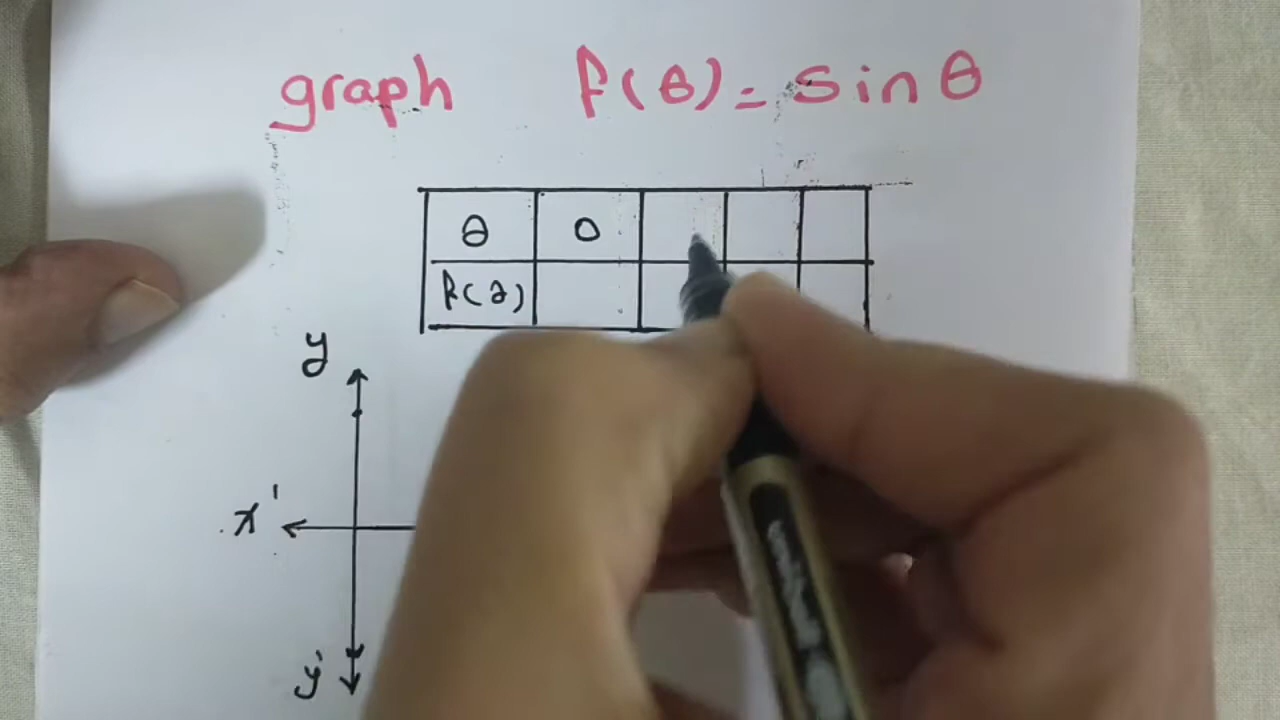 graph f(θ) = sin θ
θ 0
f(θ)
y
x'
y'